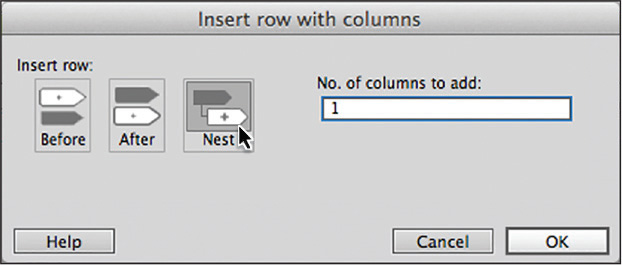 Insert row with columns
Insert row:
No. of columns to add:
1
Before
After
Nest
Help
Cancel
OK